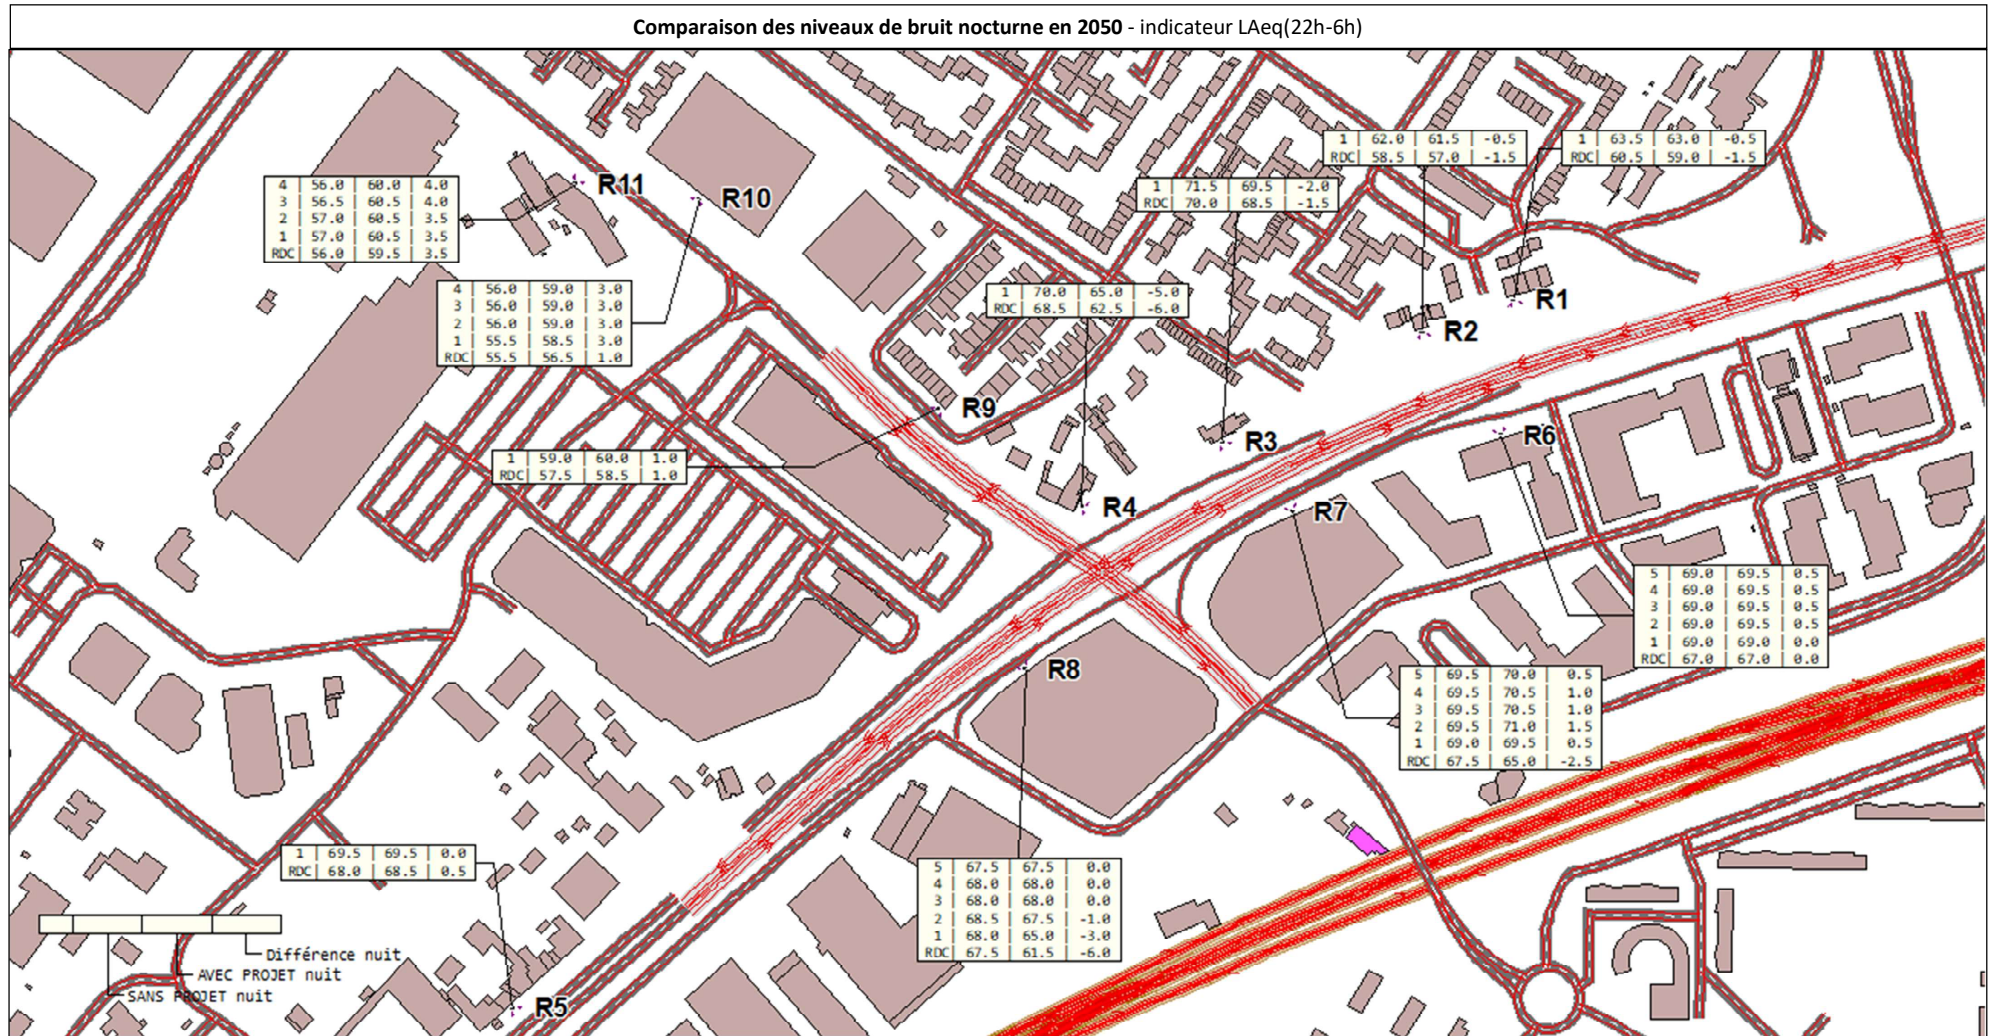 Comparaison des niveaux de bruit nocturne en 2050 - indicateur LAeq(22h-6h)
1 | 62.0 | 61.5 | -0.5
RDC | 58.5 | 57.0 | -1.5
1 | 63.5 | 63.0 | -0.5
RDC | 60.5 | 59.0 | -1.5
4 | 56.0 | 60.0 | 4.0
3 | 56.5 | 60.5 | 4.0
2 | 57.0 | 60.5 | 3.5
1 | 57.0 | 60.5 | 3.5
RDC | 56.0 | 59.5 | 3.5
R11
R10
1 | 71.5 | 69.5 | -2.0
RDC | 70.0 | 68.5 | -1.5
4 | 56.0 | 59.0 | 3.0
3 | 56.0 | 59.0 | 3.0
2 | 56.0 | 59.0 | 3.0
1 | 55.5 | 58.5 | 3.0
RDC | 55.5 | 56.5 | 1.0
1 | 70.0 | 65.0 | -5.0
RDC | 68.5 | 62.5 | -6.0
R1
R2
R9
R3
R6
1 | 59.0 | 60.0 | 1.0
RDC | 57.5 | 58.5 | 1.0
R4
R7
5 | 69.0 | 69.5 | 0.5
4 | 69.0 | 69.5 | 0.5
3 | 69.0 | 69.5 | 0.5
2 | 69.0 | 69.5 | 0.5
1 | 69.0 | 69.0 | 0.0
RDC | 67.0 | 67.0 | 0.0
R8
5 | 69.5 | 70.0 | 0.5
4 | 69.5 | 70.5 | 1.0
3 | 69.5 | 70.5 | 1.0
2 | 69.5 | 71.0 | 1.5
1 | 69.0 | 69.5 | 0.5
RDC | 67.5 | 65.0 | -2.5
1 | 69.5 | 69.5 | 0.0
RDC | 68.0 | 68.5 | 0.5
5 | 67.5 | 67.5 | 0.0
4 | 68.0 | 68.0 | 0.0
3 | 68.0 | 68.0 | 0.0
2 | 68.5 | 67.5 | -1.0
1 | 68.0 | 65.0 | -3.0
RDC | 67.5 | 61.5 | -6.0
Différence nuit
AVEC PROJET nuit
SANS PROJET nuit
R5